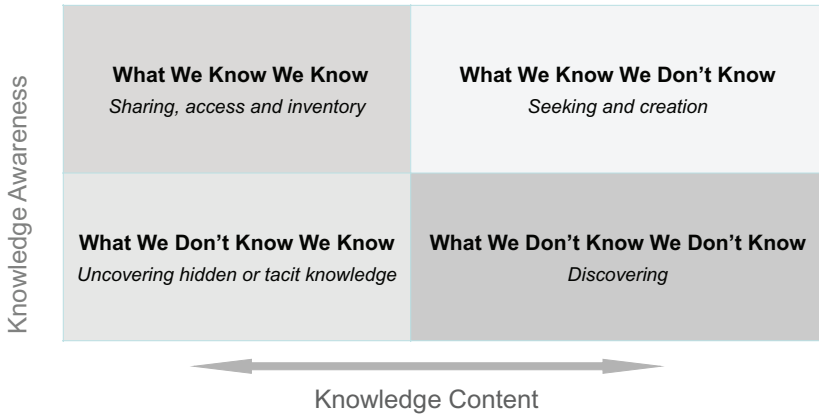 Knowledge Awareness
What We Know We Know
Sharing, access and inventory
What We Know We Don't Know
Seeking and creation
What We Don't Know We Know
Uncovering hidden or tacit knowledge
What We Don't Know We Don't Know
Discovering
Knowledge Content